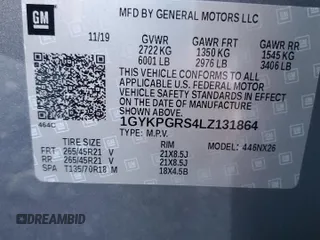 GM
MFD BY GENERAL MOTORS LLC
11/19 GVWR GAWR FRT GAWR RR
2722 KG 1350 KG 1545 KG
6001 LB 2976 LB 3406 LB
THIS VEHICLE CONFORMS TO ALL
APPLICABLE U.S. FEDERAL MOTOR
VEHICLE SAFETY STANDARDS IN
EFFECT ON THE DATE OF
MANUFACTURE SHOWN ABOVE.
464C
1GYKPGRS4LZ131864
TYPE: M.P.V. MODEL: 446NX26
RIM
FRT 265/45R21 V 21X8.5J
RR 265/45R21 V 21X8.5J
SPA T135/70R18 M 18X4.5B
DREAMBID